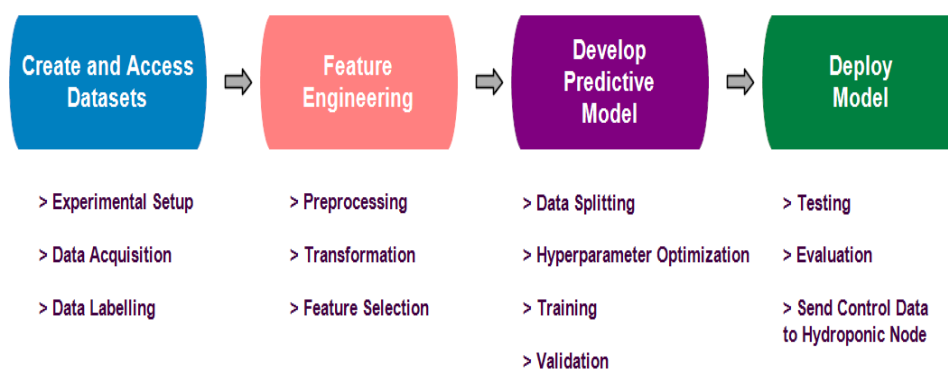 Create and Access
Datasets
Feature
Engineering
Develop
Predictive
Model
Deploy
Model
> Experimental Setup
> Data Acquisition
> Data Labelling
> Preprocessing
> Transformation
> Feature Selection
> Data Splitting
> Hyperparameter Optimization
> Training
> Validation
> Testing
> Evaluation
> Send Control Data
to Hydroponic Node